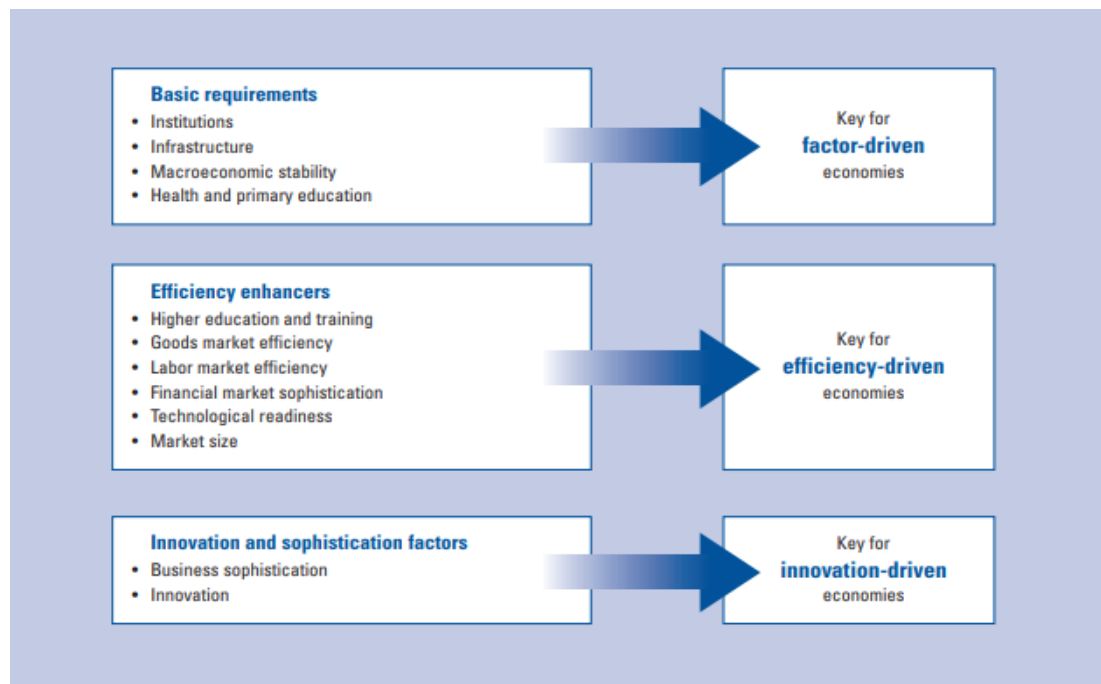 Basic requirements
• Institutions
• Infrastructure
• Macroeconomic stability
• Health and primary education
Key for
factor-driven
economies
Efficiency enhancers
• Higher education and training
• Goods market efficiency
• Labor market efficiency
• Financial market sophistication
• Technological readiness
• Market size
Key for
efficiency-driven
economies
Innovation and sophistication factors
• Business sophistication
• Innovation
Key for
innovation-driven
economies